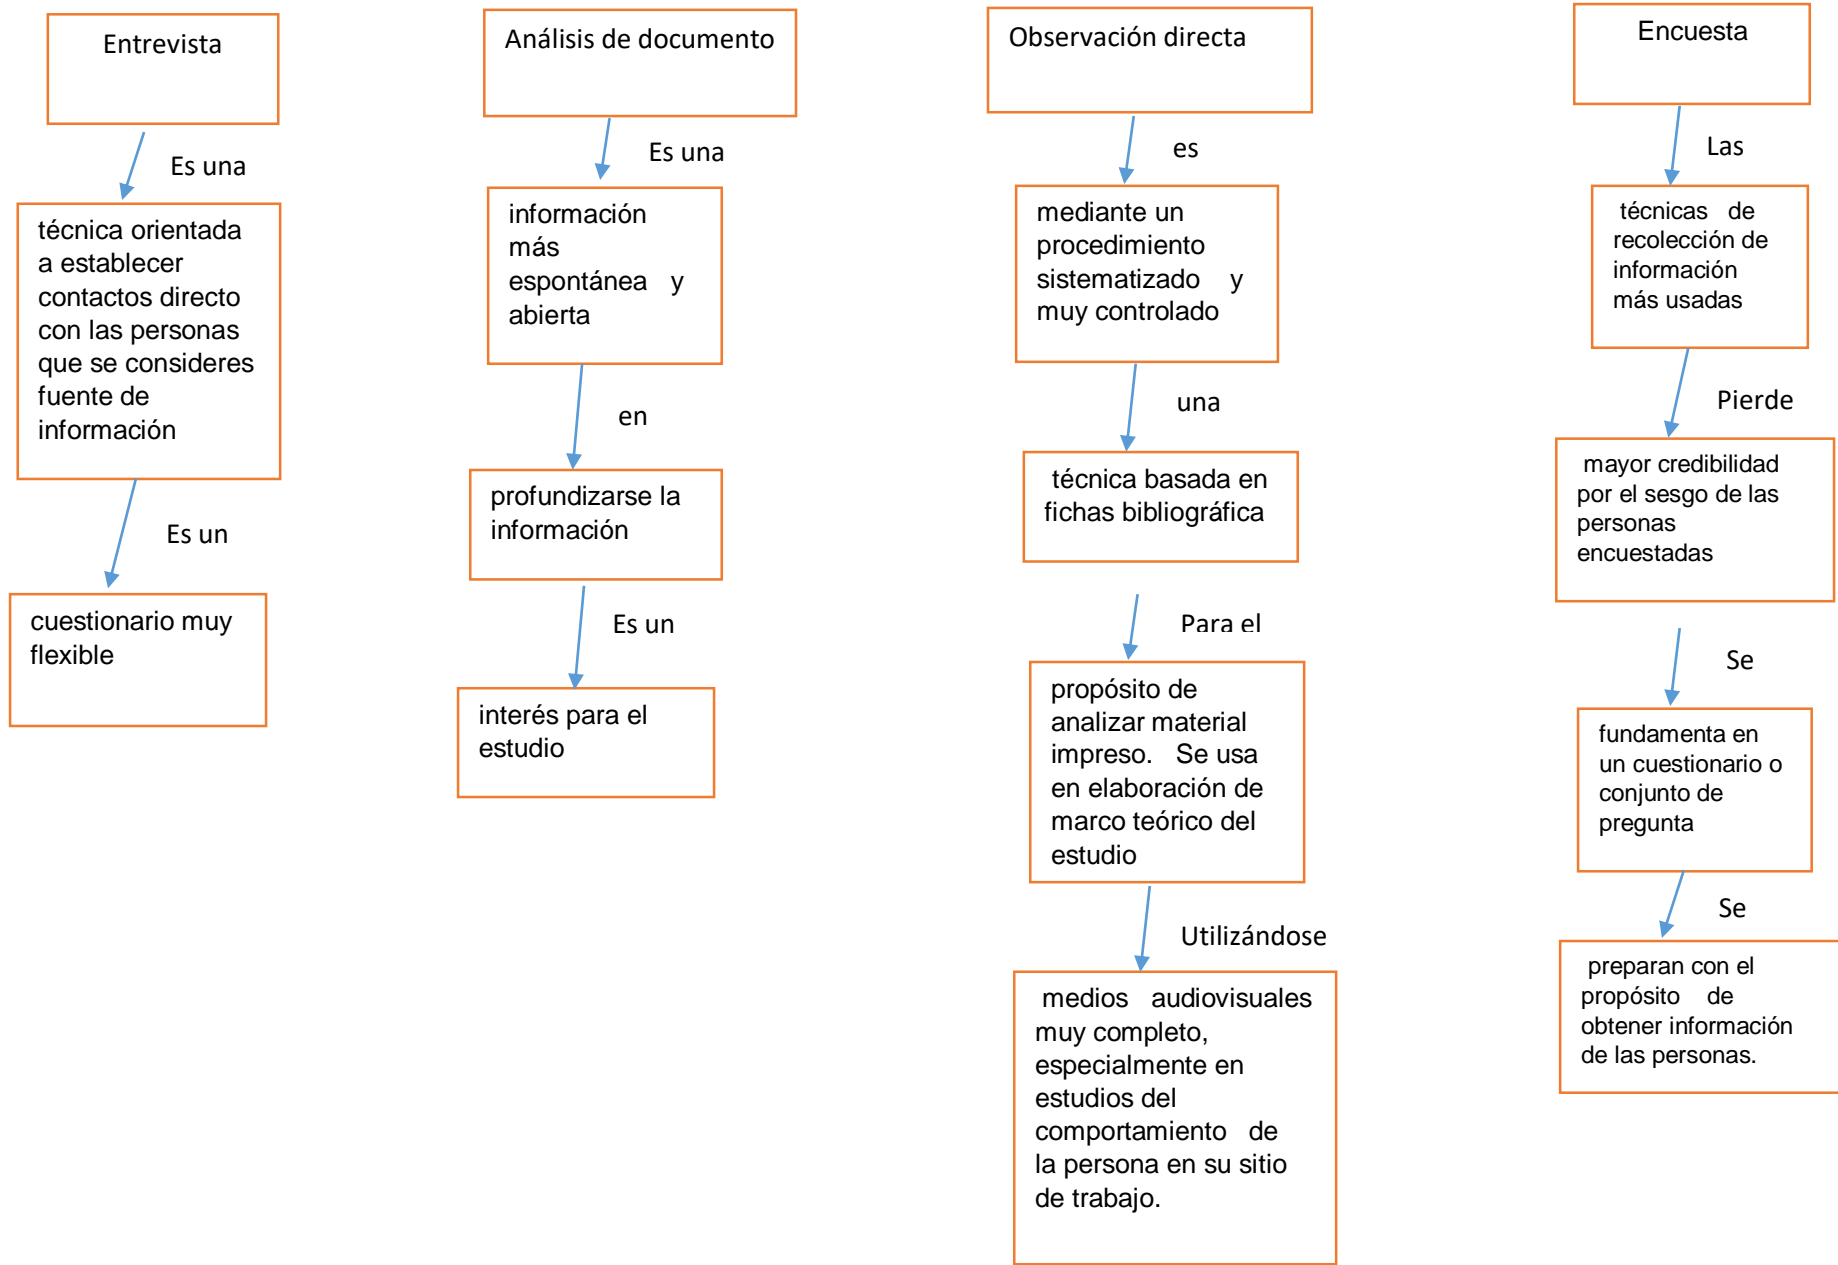 Entrevista
Es una
técnica orientada
a establecer
contactos directo
con las personas
que se consideres
fuente de
información
Es un
cuestionario muy
flexible
Análisis de documento
Es una
información
más
espontánea y
abierta
en
profundizarse la
información
Es un
interés para el
estudio
Observación directa
es
mediante un
procedimiento
sistematizado y
muy controlado
una
técnica basada en
fichas bibliográfica
Para el
propósito de
analizar material
impreso. Se usa
en elaboración de
marco teórico del
estudio
Utilizándose
medios audiovisuales
muy completo,
especialmente en
estudios del
comportamiento de
la persona en su sitio
de trabajo.
Encuesta
Las
técnicas de
recolección de
información
más usadas
Pierde
mayor credibilidad
por el sesgo de las
personas
encuestadas
Se
fundamenta en
un cuestionario o
conjunto de
pregunta
Se
preparan con el
propósito de
obtener información
de las personas.